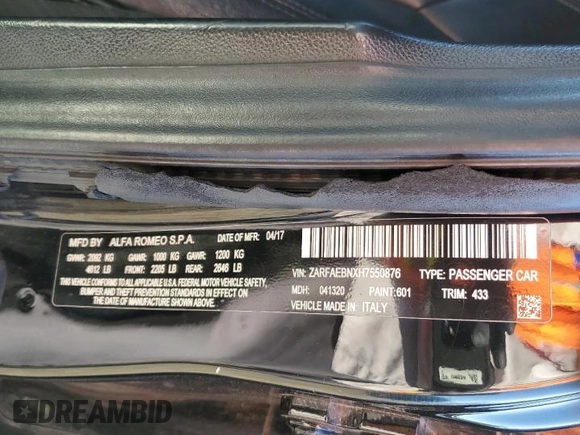 MFD BY ALFA ROMEO S.P.A. DATE OF MFR: 04/17
GVWR: 2092 KG GAWR: 1000 KG GAWR: 1200 KG
4612 LB FRONT: 2205 LB REAR: 2646 LB
THIS VEHICLE CONFORMS TO ALL APPLICABLE U.S.A. FEDERAL MOTOR VEHICLE SAFETY,
BUMPER AND THEFT PREVENTION STANDARDS IN EFFECT ON THE
DATE OF MANUFACTURE SHOWN ABOVE.
VIN: ZARFAEBNXH7550876 TYPE: PASSENGER CAR
MDH: 041320 PAINT:601 TRIM: 433
VEHICLE MADE IN: ITALY
DREAMBID